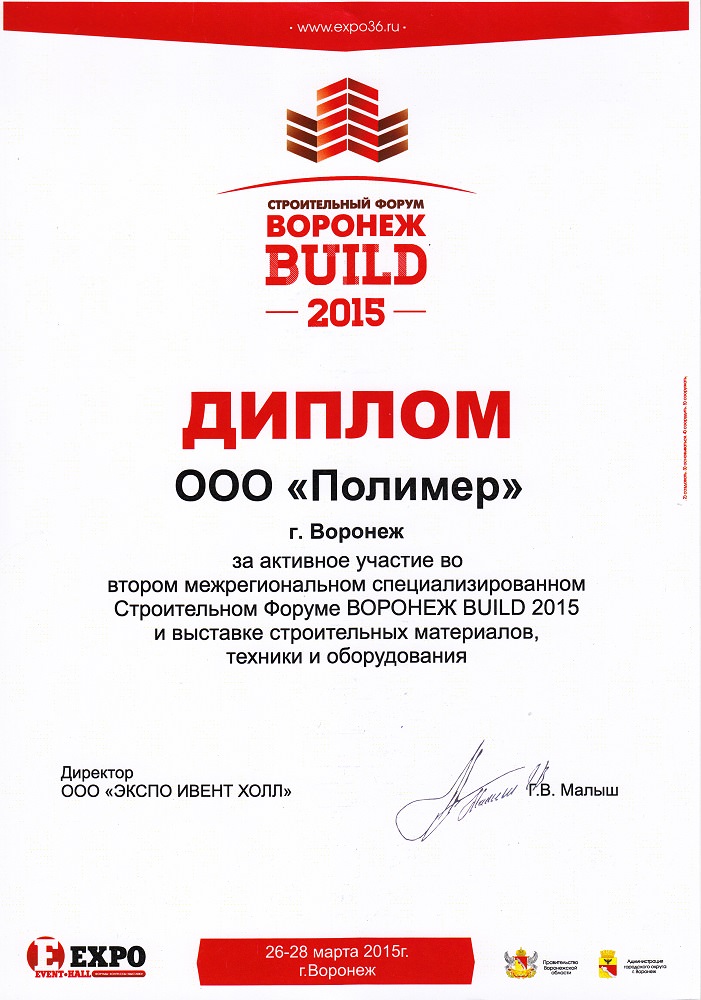 · www.expo36.ru ·
СТРОИТЕЛЬНЫЙ ФОРУМ
ВОРОНЕЖ
BUILD
2015
ДИПЛОМ
ООО «Полимер»
г. Воронеж
за активное участие во
втором межрегиональном специализированном
Строительном Форуме ВОРОНЕЖ BUILD 2015
и выставке строительных материалов,
техники и оборудования
Директор
ООО «ЭКСПО ИВЕНТ ХОЛЛ»
Г.В. Малыш
E EXPO
EVENT-HALL
26-28 марта 2015г.
г.Воронеж
Правительство
Воронежской
области
Администрация
городского округа
г. Воронеж